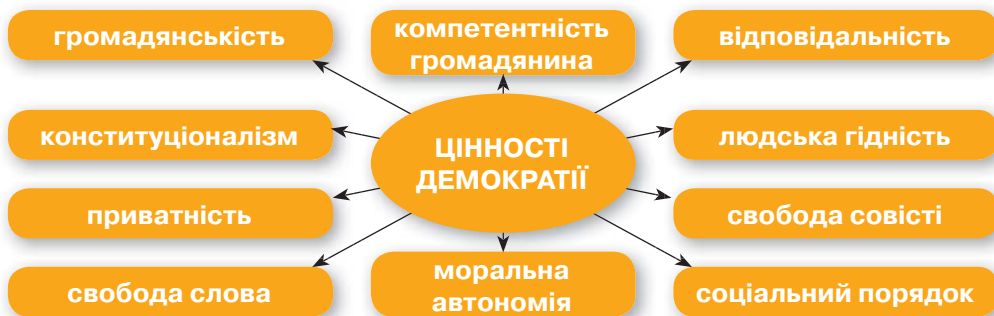 громадянськість
компетентність
громадянина
відповідальність
конституціоналізм
ЦІННОСТІ
ДЕМОКРАТІЇ
людська гідність
приватність
свобода совісті
свобода слова
моральна
автономія
соціальний порядок